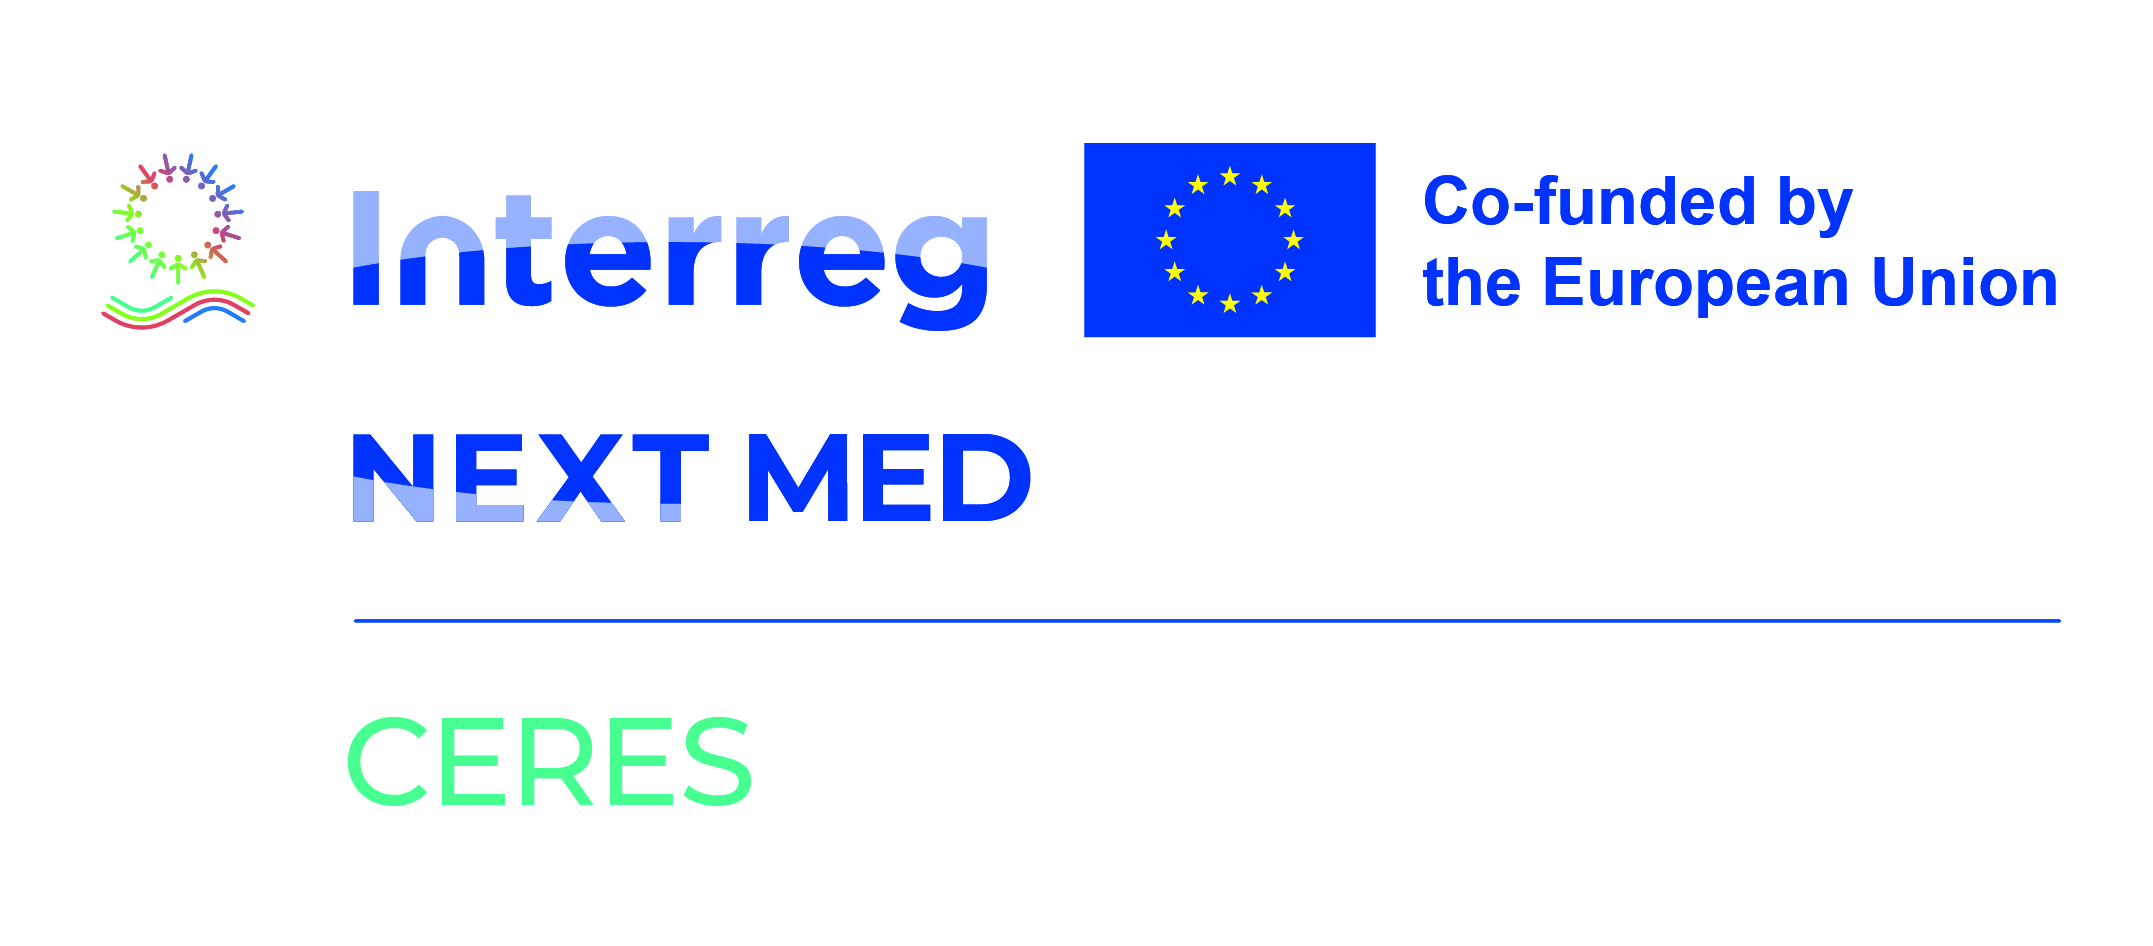 Interreg
Co-funded by
the European Union
NEXT MED
CERES